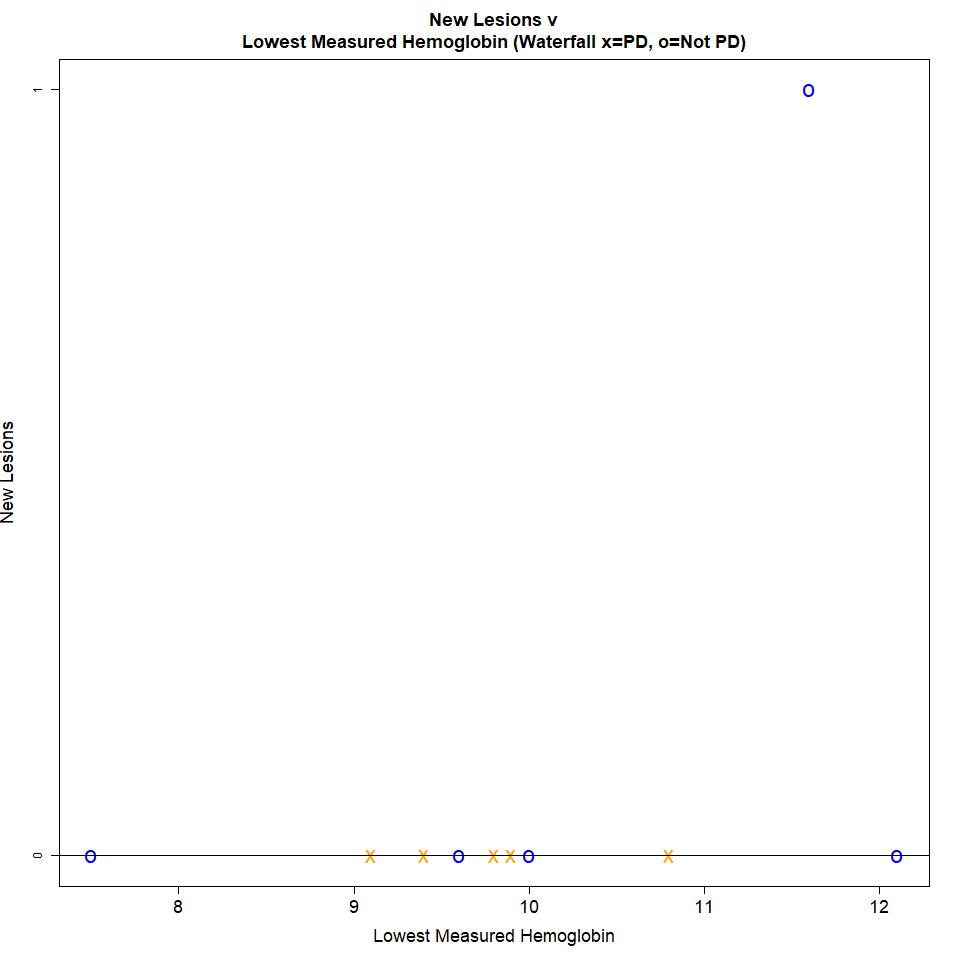 New Lesions v
Lowest Measured Hemoglobin (Waterfall x=PD, o=Not PD)
New Lesions
1
0
o
o
x
x
o
x
x
o
x
o
8
9
10
11
12
Lowest Measured Hemoglobin